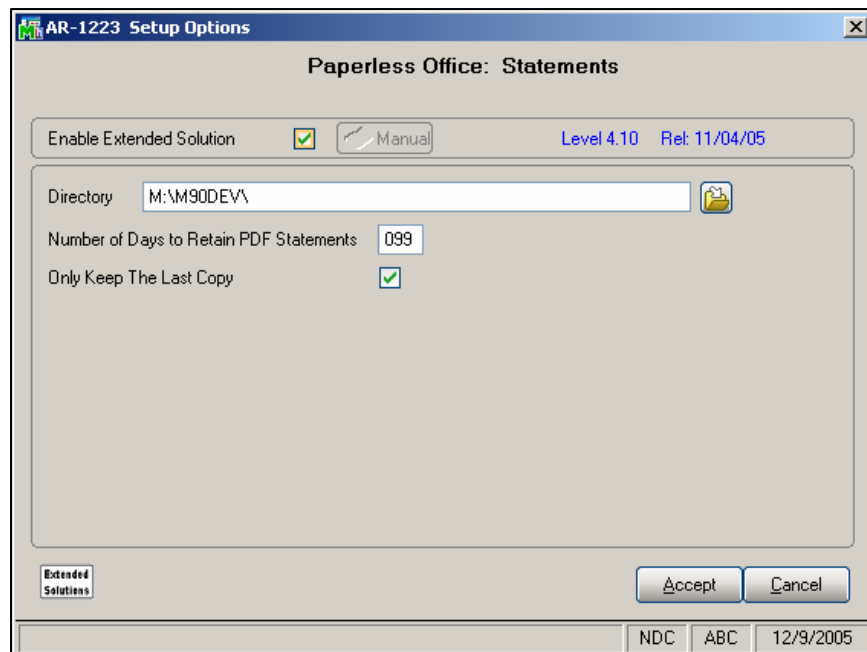 AR-1223 Setup Options
Paperless Office: Statements
Enable Extended Solution Manual Level 4.10 Rel: 11/04/05
Directory M:\M90DEV\
Number of Days to Retain PDF Statements 099
Only Keep The Last Copy
Extended
Solutions
Accept Cancel
NDC ABC 12/9/2005